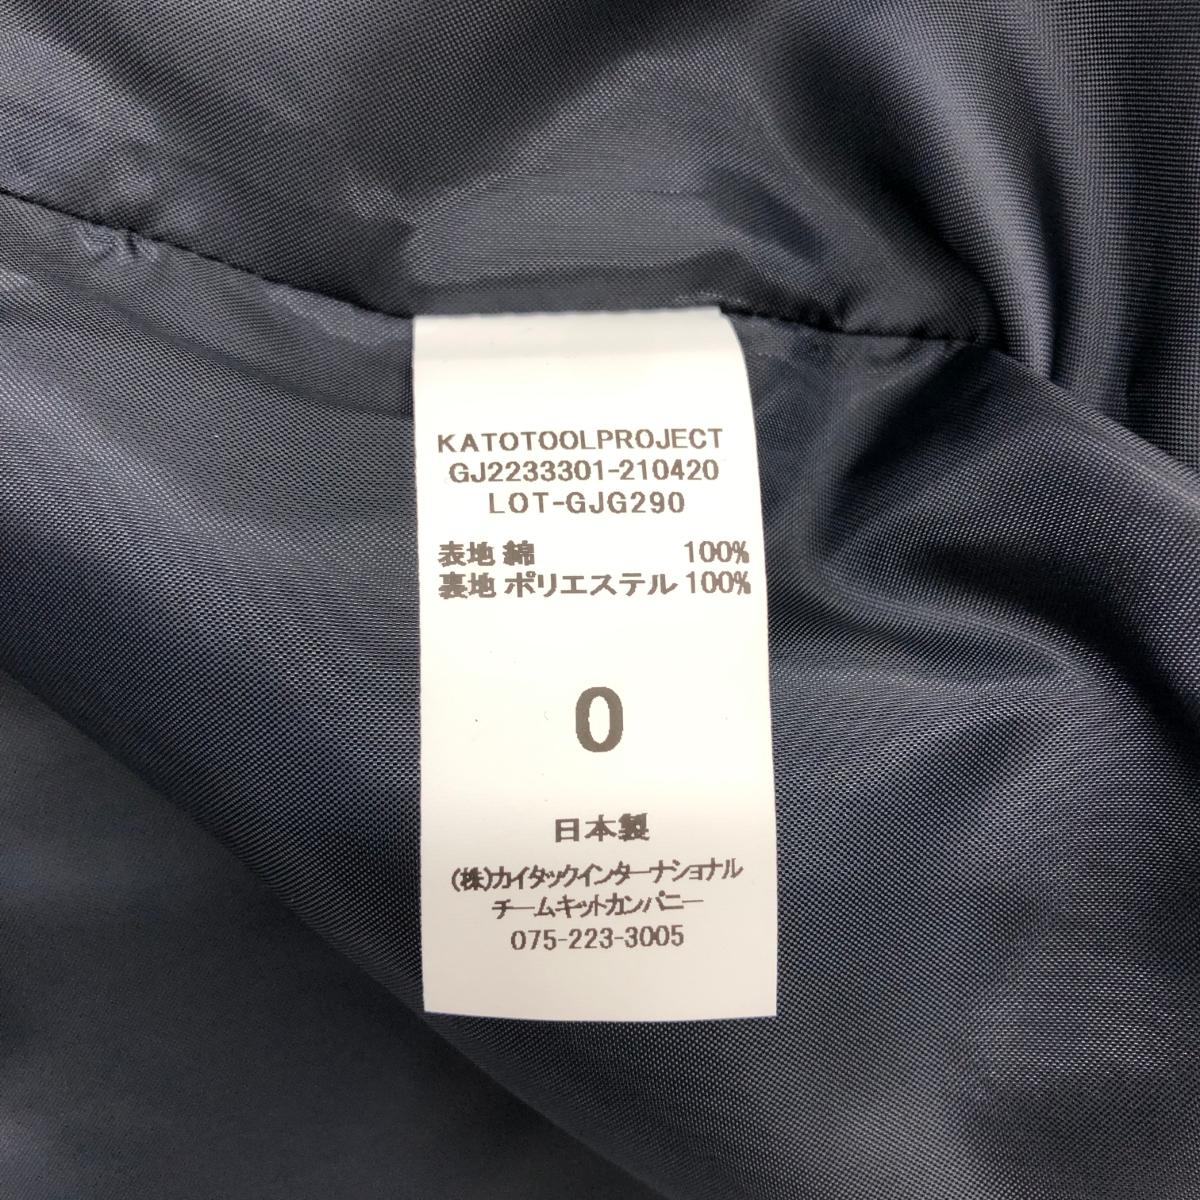 KATOTOOLPROJECT
GJ2233301-210420
LOT-GJG290
表地 綿 100%
裏地 ポリエステル 100%
0
日本製
(株)カイタックインターナショナル
チームキットカンパニー
075-223-3005